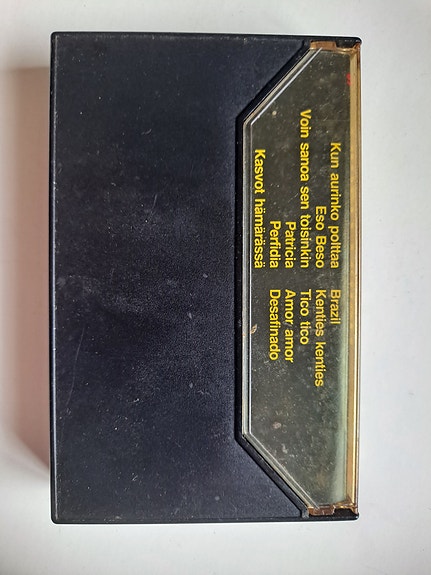 Kun aurinko polttaa Brazil
Eso Beso Kenties kenties
Voin sanoa sen toisinkin Tico tico
Patricia Amor amor
Perfidia Desafinado
Kasvot hämärässä